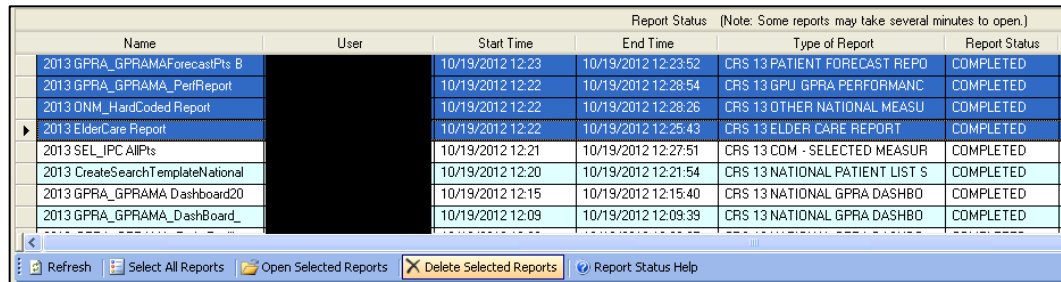 Report Status (Note: Some reports may take several minutes to open.)
Name User Start Time End Time Type of Report Report Status
2013 GPRA_GPRAMAForecastPts B 10/19/2012 12:23 10/19/2012 12:23:52 CRS 13 PATIENT FORECAST REPO COMPLETED
2013 GPRA_GPRAMA_PerfReport 10/19/2012 12:22 10/19/2012 12:28:54 CRS 13 GPU GPRA PERFORMANC COMPLETED
2013 ONM_HardCoded Report 10/19/2012 12:22 10/19/2012 12:28:26 CRS 13 OTHER NATIONAL MEASU COMPLETED
2013 ElderCare Report 10/19/2012 12:22 10/19/2012 12:25:43 CRS 13 ELDER CARE REPORT COMPLETED
2013 SEL_IPC AllPts 10/19/2012 12:21 10/19/2012 12:27:51 CRS 13 COM - SELECTED MEASUR COMPLETED
2013 CreateSearchTemplateNational 10/19/2012 12:20 10/19/2012 12:21:54 CRS 13 NATIONAL PATIENT LIST S COMPLETED
2013 GPRA_GPRAMA Dashboard20 10/19/2012 12:15 10/19/2012 12:15:40 CRS 13 NATIONAL GPRA DASHBO COMPLETED
2013 GPRA_GPRAMA_DashBoard_ 10/19/2012 12:09 10/19/2012 12:09:39 CRS 13 NATIONAL GPRA DASHBO COMPLETED
Refresh Select All Reports Open Selected Reports Delete Selected Reports Report Status Help